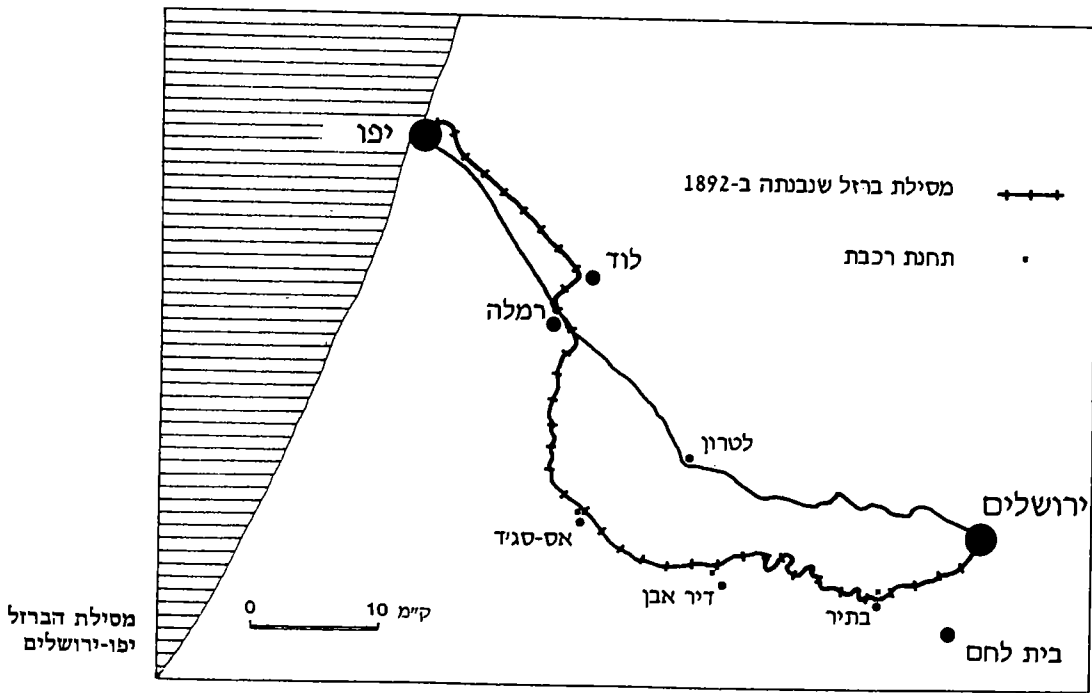 יפו
מסילת ברזל שנבנתה ב-1892
תחנת רכבת
לוד
רמלה
לטרון
ירושלים
אס-סג'ד
דיר אבן
בתיר
בית לחם
0 10 ק"מ
מסילת הברזל
יפו-ירושלים